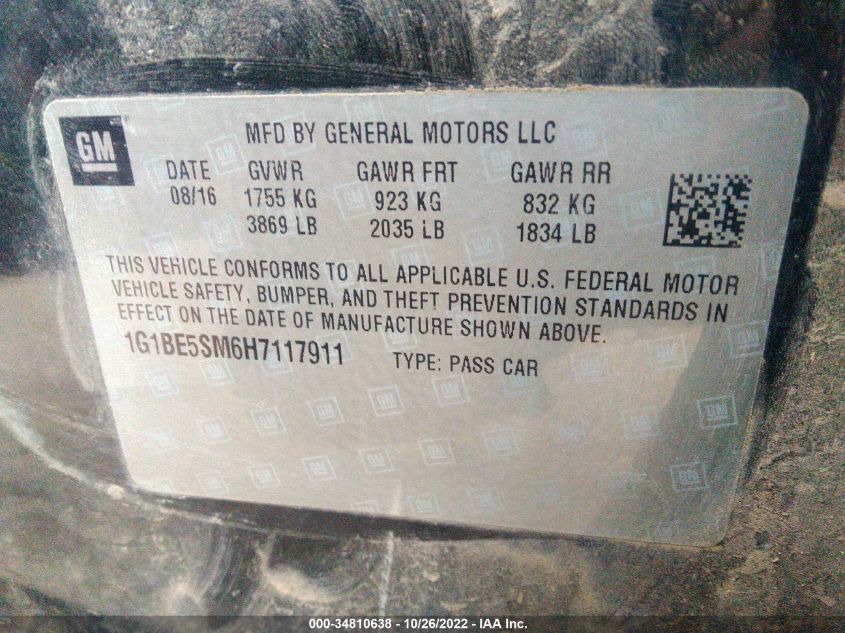 GM
MFD BY GENERAL MOTORS LLC
DATE GVWR GAWR FRT GAWR RR
08/16 1755 KG 923 KG 832 KG
3869 LB 2035 LB 1834 LB
THIS VEHICLE CONFORMS TO ALL APPLICABLE U.S. FEDERAL MOTOR
VEHICLE SAFETY, BUMPER, AND THEFT PREVENTION STANDARDS IN
EFFECT ON THE DATE OF MANUFACTURE SHOWN ABOVE.
1G1BE5SM6H7117911 TYPE: PASS CAR
000-34810638 - 10/26/2022 - IAA Inc.